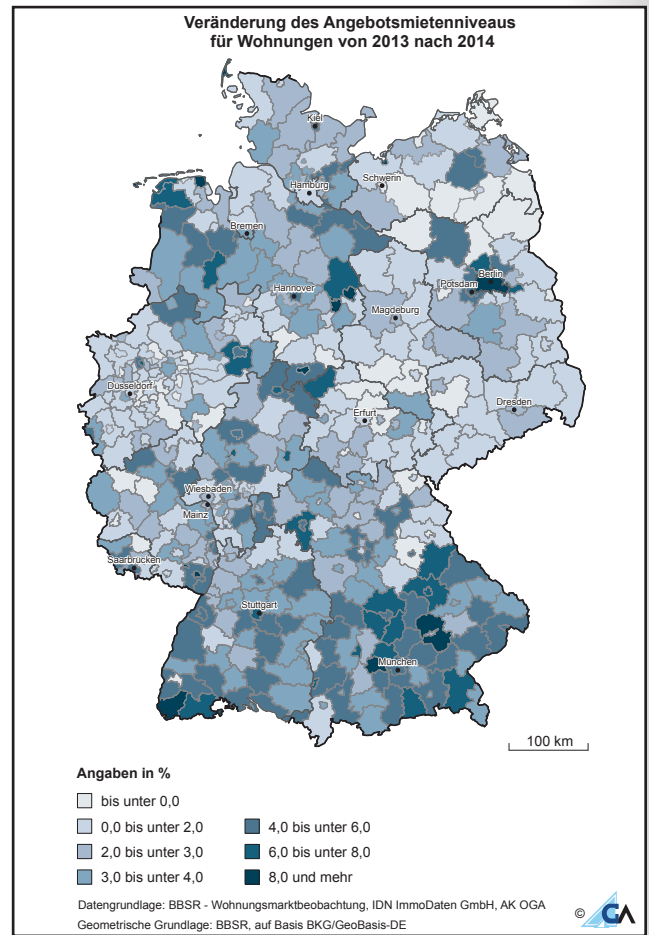 Veränderung des Angebotsmietenniveaus
für Wohnungen von 2013 nach 2014
Kiel
Schwerin
Hamburg
Bremen
Berlin
Potsdam
Hannover
Magdeburg
Düsseldorf
Dresden
Erfurt
Wiesbaden
Mainz
Saarbrücken
Stuttgart
München
100 km
Angaben in %
bis unter 0,0
0,0 bis unter 2,0
2,0 bis unter 3,0
3,0 bis unter 4,0
4,0 bis unter 6,0
6,0 bis unter 8,0
8,0 und mehr
Datengrundlage: BBSR - Wohnungsmarktbeobachtung, IDN ImmoDaten GmbH, AK OGA
Geometrische Grundlage: BBSR, auf Basis BKG/GeoBasis-DE
© GA